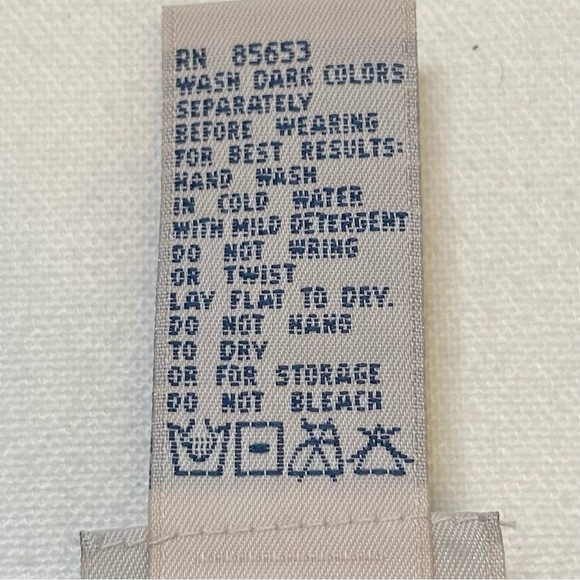 RN 85653
WASH DARK COLORS
SEPARATELY
BEFORE WEARING
FOR BEST RESULTS:
HAND WASH
IN COLD WATER
WITH MILD DETERGENT
DO NOT WRING
OR TWIST
LAY FLAT TO DRY.
DO NOT HANG
TO DRY
OR FOR STORAGE
DO NOT BLEACH